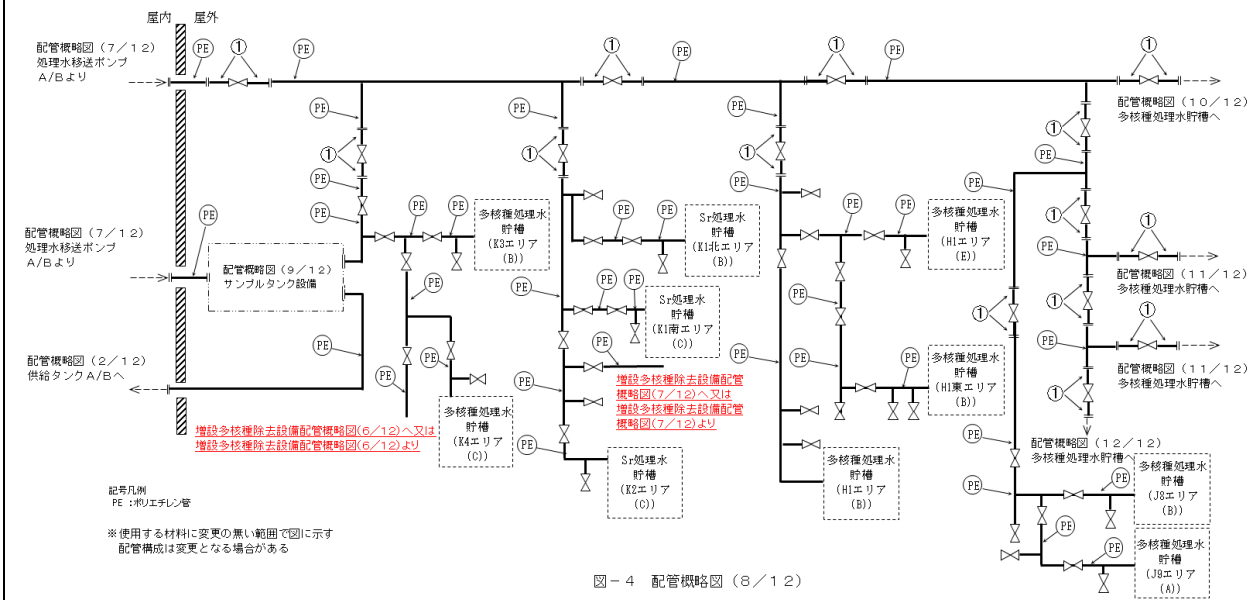 屋内
屋外
配管概略図(7/12)
処理水移送ポンプ
A/Bより
PE
①
PE
①
PE
①
PE
①
配管概略図(10/12)
多核種処理水貯槽へ
PE
①
PE
PE
PE
①
PE
①
PE
①
PE
PE
PE
PE
多核種処理水
貯槽
(K3エリア
(B))
PE
PE
Sr処理水
貯槽
(K1北エリア
(B))
PE
PE
多核種処理水
貯槽
(H1エリア
(E))
①
①
配管概略図(11/12)
多核種処理水貯槽へ
PE
配管概略図(7/12)
処理水移送ポンプ
A/Bより
PE
配管概略図(9/12)
サンプルタンク設備
PE
PE
PE
PE
Sr処理水
貯槽
(K1南エリア
(C))
PE
①
①
①
配管概略図(11/12)
多核種処理水貯槽へ
PE
配管概略図(2/12)
供給タンクA/Bへ
PE
PE
PE
多核種処理水
貯槽
(K4エリア
(C))
PE
増設多核種除去設備配管
概略図(7/12)へ又は
増設多核種除去設備配管
概略図(7/12)より
PE
PE
多核種処理水
貯槽
(H1東エリア
(B))
①
増設多核種除去設備配管概略図(6/12)へ又は
増設多核種除去設備配管概略図(6/12)より
PE
PE
Sr処理水
貯槽
(K2エリア
(C))
多核種処理水
貯槽
(H1エリア
(B))
PE
配管概略図(12/12)
多核種処理水貯槽へ
PE
PE
多核種処理水
貯槽
(J8エリア
(B))
PE
PE
多核種処理水
貯槽
(J9エリア
(A))
記号凡例
PE :ポリエチレン管
※使用する材料に変更の無い範囲で図に示す
配管構成は変更となる場合がある
図-4 配管概略図(8/12)